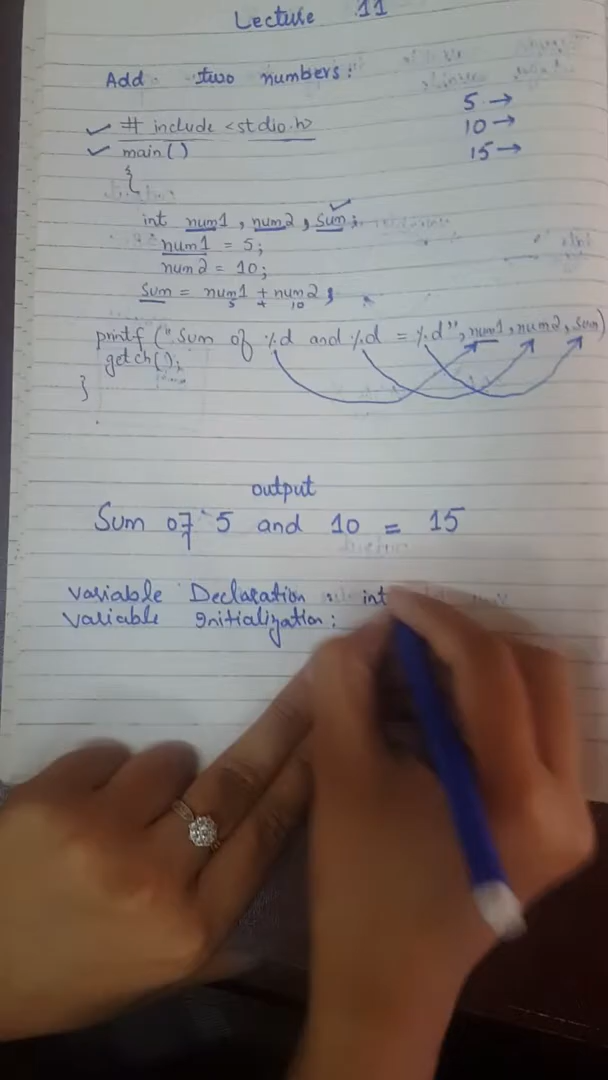 Lecture 11
Add two numbers:
5 →
# include <stdio.h>
10 →
main()
15 →
{
int num1, num2, sum;
num1 = 5;
num2 = 10;
sum = num1 + num2;
5 + 10
printf ("Sum of %d and %d = %d", num1, num2, sum)
getch();
}
output
Sum of 5 and 10 = 15
variable Declaration : int
variable Initialization: